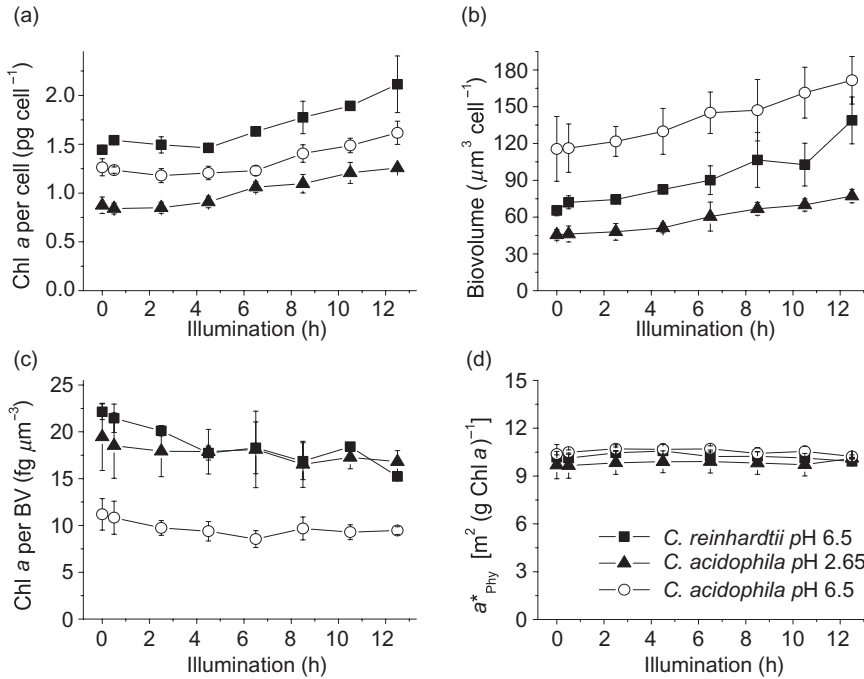 (a)
Chl a per cell (pg cell⁻¹)
2.0
1.5
1.0
0.5
0.0
0 2 4 6 8 10 12
Illumination (h)
(b)
Biovolume (μm³ cell⁻¹)
180
150
120
90
60
30
0
0 2 4 6 8 10 12
Illumination (h)
(c)
Chl a per BV (fg μm⁻³)
25
20
15
10
5
0
0 2 4 6 8 10 12
Illumination (h)
(d)
a*Phy [m² (g Chl a)⁻¹]
15
12
9
6
3
0
C. reinhardtii pH 6.5
C. acidophila pH 2.65
C. acidophila pH 6.5
0 2 4 6 8 10 12
Illumination (h)